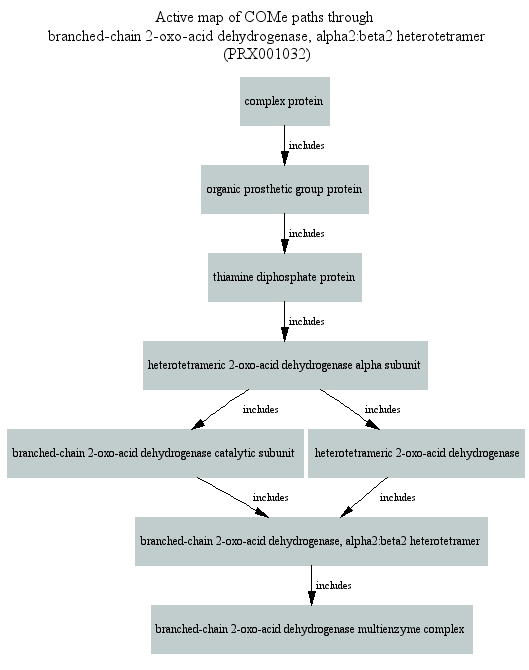 Active map of COMe paths through
branched-chain 2-oxo-acid dehydrogenase, alpha2:beta2 heterotetramer
(PRX001032)
complex protein
includes
organic prosthetic group protein
includes
thiamine diphosphate protein
includes
heterotetrameric 2-oxo-acid dehydrogenase alpha subunit
includes
includes
branched-chain 2-oxo-acid dehydrogenase catalytic subunit
heterotetrameric 2-oxo-acid dehydrogenase
includes
includes
branched-chain 2-oxo-acid dehydrogenase, alpha2:beta2 heterotetramer
includes
branched-chain 2-oxo-acid dehydrogenase multienzyme complex